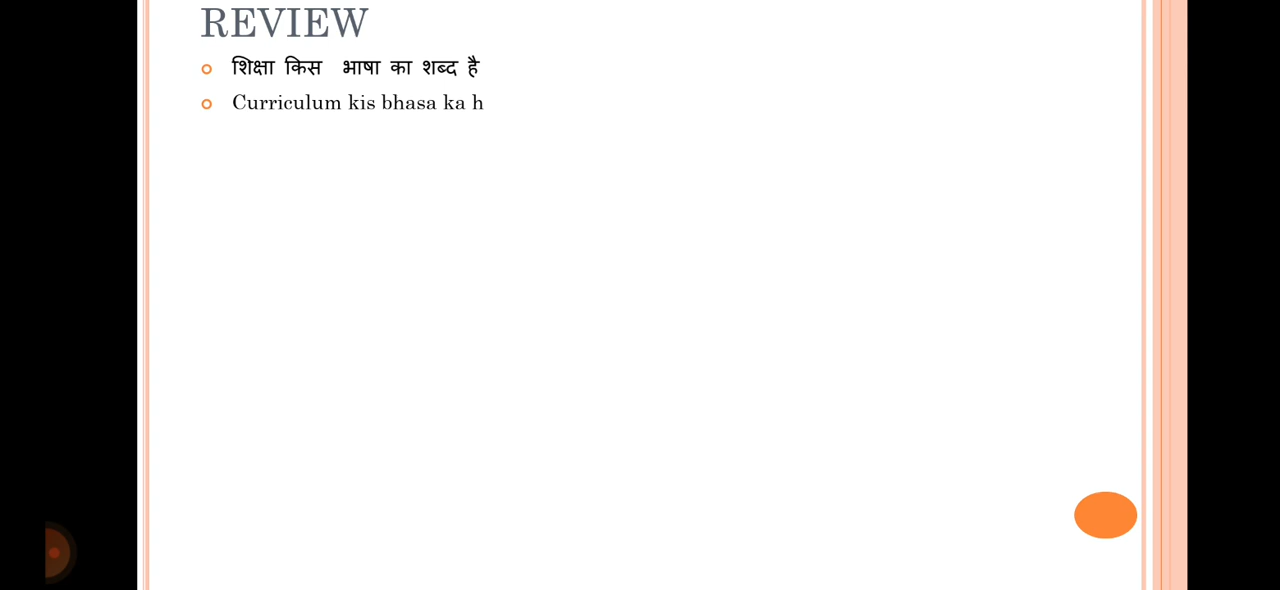 REVIEW
शिक्षा किस भाषा का शब्द है
Curriculum kis bhasa ka h